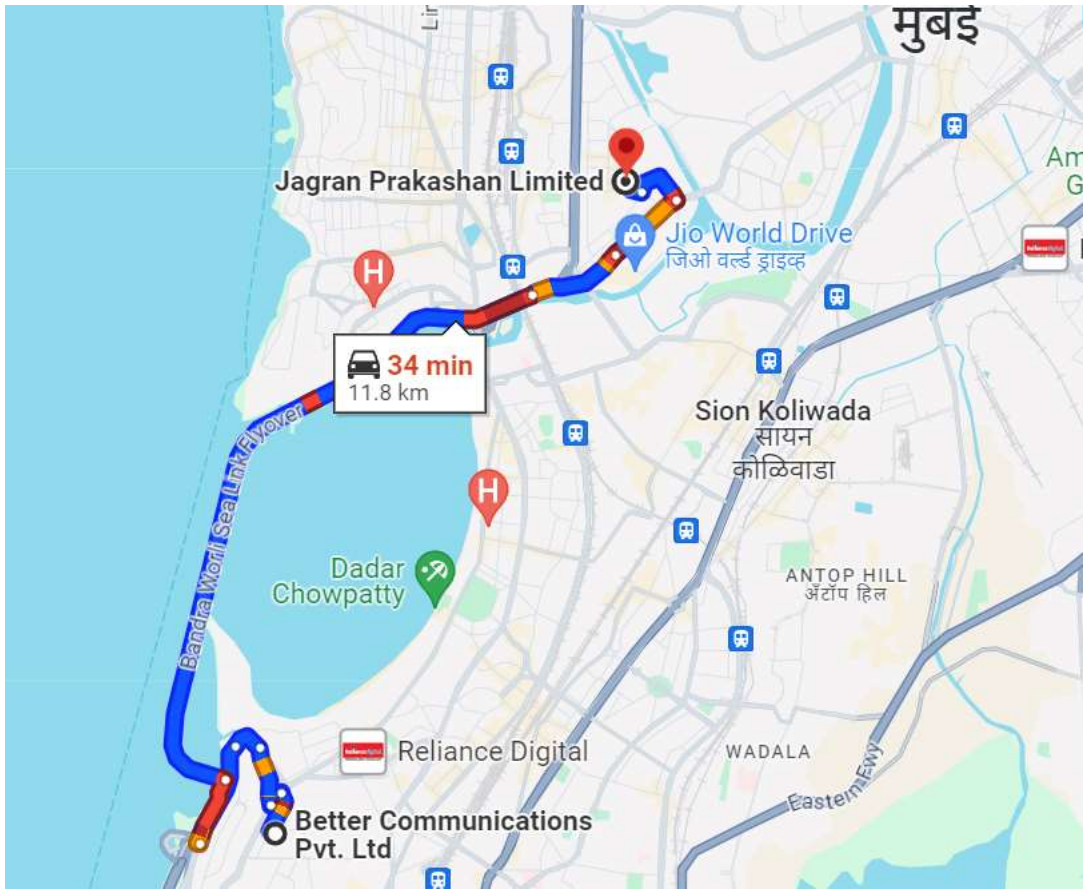 मुंबई
Jagran Prakashan Limited
Jio World Drive
जिओ वर्ल्ड ड्राइव्ह
34 min
11.8 km
Bandra Worli Sea Link Flyover
Sion Koliwada
सायन
कोळिवाडा
Dadar
Chowpatty
ANTOP HILL
अँटॉप हिल
Reliance Digital
WADALA
Eastern Ewy
Better Communications
Pvt. Ltd
H
H